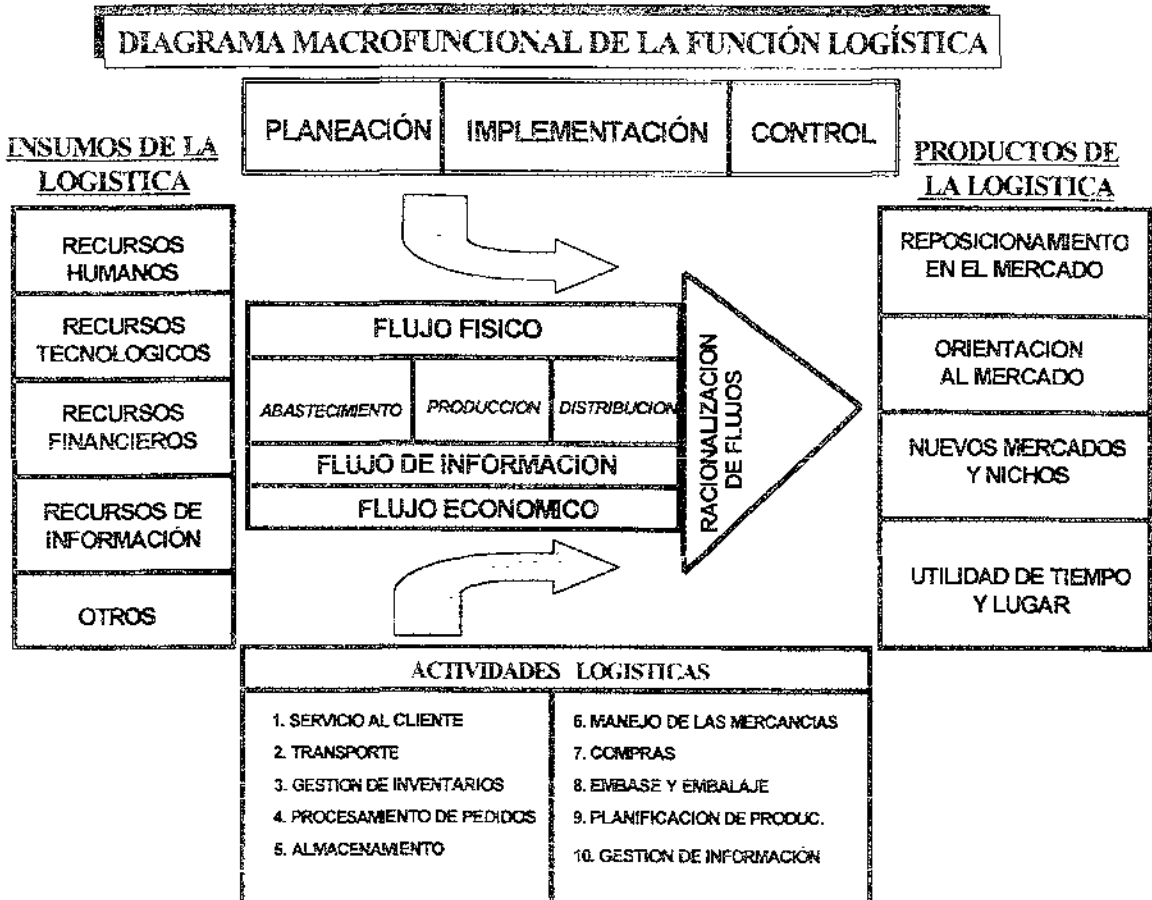 DIAGRAMA MACROFUNCIONAL DE LA FUNCIÓN LOGÍSTICA
PLANEACIÓN
IMPLEMENTACIÓN
CONTROL
INSUMOS DE LA
LOGISTICA
RECURSOS
HUMANOS
RECURSOS
TECNOLOGICOS
RECURSOS
FINANCIEROS
RECURSOS DE
INFORMACIÓN
OTROS
FLUJO FISICO
ABASTECIMIENTO
PRODUCCION
DISTRIBUCION
FLUJO DE INFORMACION
FLUJO ECONOMICO
RACIONALIZACION
DE FLUJOS
PRODUCTOS DE
LA LOGISTICA
REPOSICIONAMIENTO
EN EL MERCADO
ORIENTACION
AL MERCADO
NUEVOS MERCADOS
Y NICHOS
UTILIDAD DE TIEMPO
Y LUGAR
ACTIVIDADES LOGISTICAS
1. SERVICIO AL CLIENTE
2. TRANSPORTE
3. GESTION DE INVENTARIOS
4. PROCESAMIENTO DE PEDIDOS
5. ALMACENAMIENTO
6. MANEJO DE LAS MERCANCIAS
7. COMPRAS
8. EMBASE Y EMBALAJE
9. PLANIFICACION DE PRODUC.
10. GESTION DE INFORMACIÓN